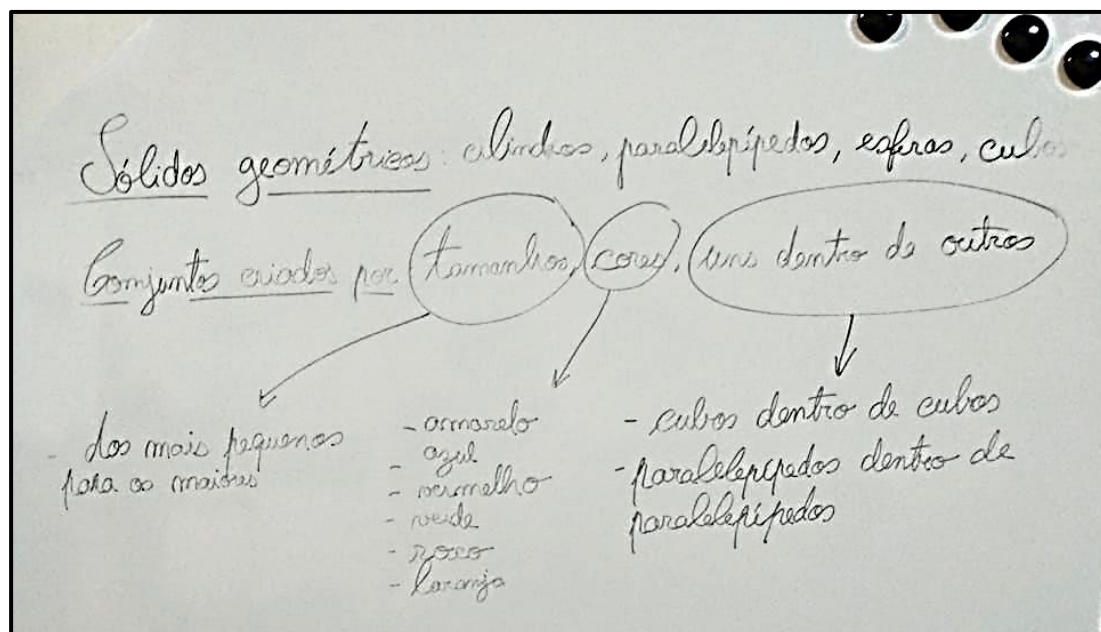 Sólidos geométricos: cilindros, paralelepípedos, esferas, cubos
Conjuntos criados por tamanhos, cores, uns dentro de outros
- dos mais pequenos
para os maiores
- amarelo
- azul
- vermelho
- verde
- roxo
- laranja
- cubos dentro de cubos
- paralelepípedos dentro de
paralelepípedos